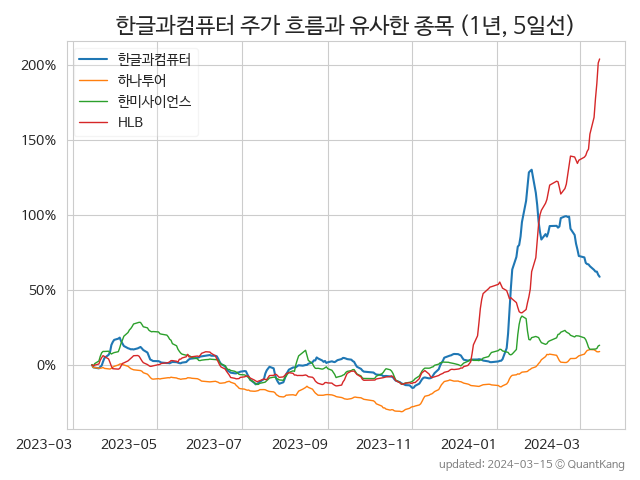 한글과컴퓨터 주가 흐름과 유사한 종목 (1년, 5일선)
한글과컴퓨터
하나투어
한미사이언스
HLB
200%
150%
100%
50%
0%
2023-03 2023-05 2023-07 2023-09 2023-11 2024-01 2024-03
updated: 2024-03-15 © QuantKang